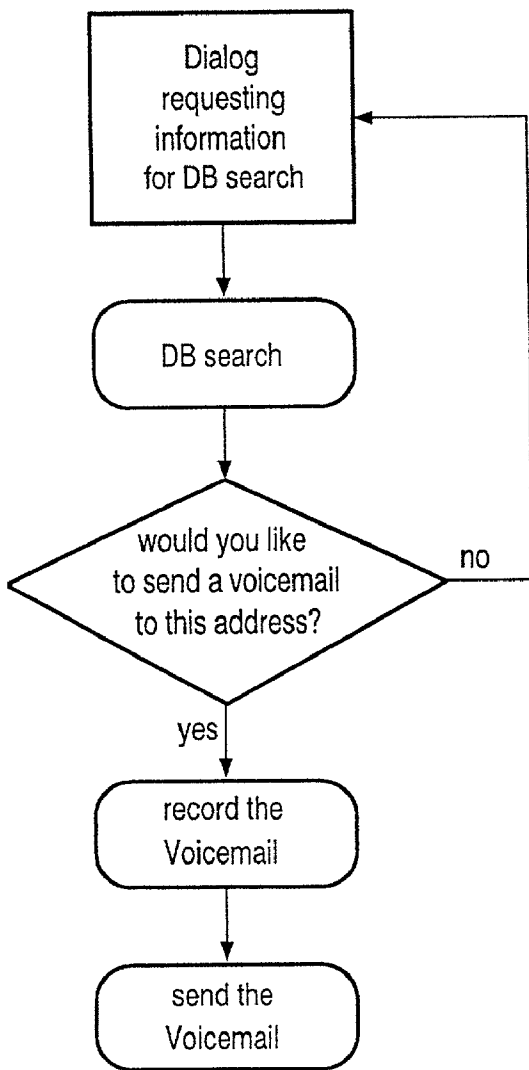 Dialog
requesting
information
for DB search
DB search
would you like
to send a voicemail
to this address?
no
yes
record the
Voicemail
send the
Voicemail